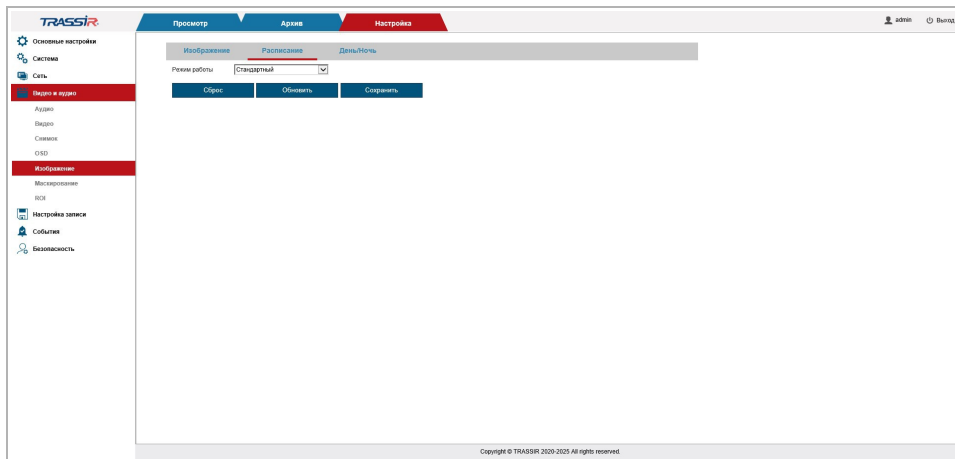 TRASSIR
Просмотр
Архив
Настройка
admin
Выход
Основные настройки
Система
Сеть
Видео и аудио
Аудио
Видео
Снимок
OSD
Изображение
Маскирование
ROI
Настройка записи
События
Безопасность
Изображение
Расписание
День/Ночь
Режим работы
Стандартный
Сброс
Обновить
Сохранить
Copyright © TRASSIR 2020-2025 All rights reserved.